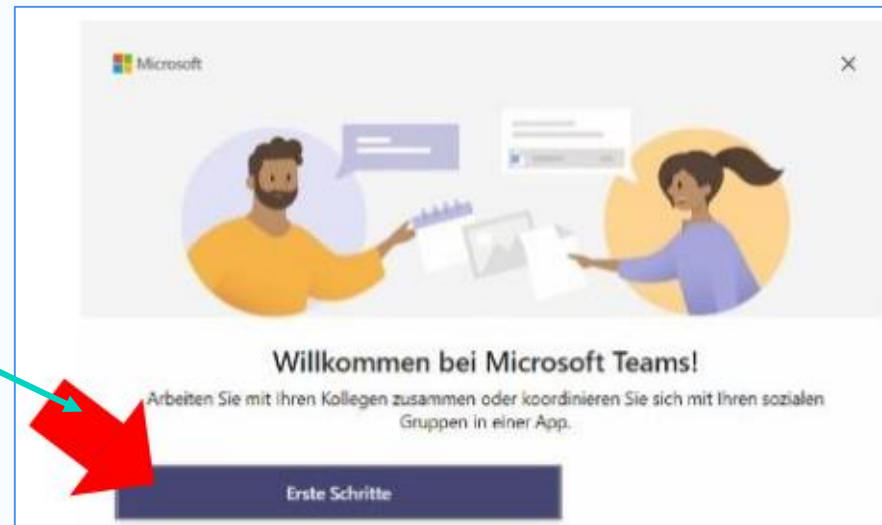 Microsoft
Willkommen bei Microsoft Teams!
Arbeiten Sie mit Ihren Kollegen zusammen oder koordinieren Sie sich mit Ihren sozialen
Gruppen in einer App.
Erste Schritte